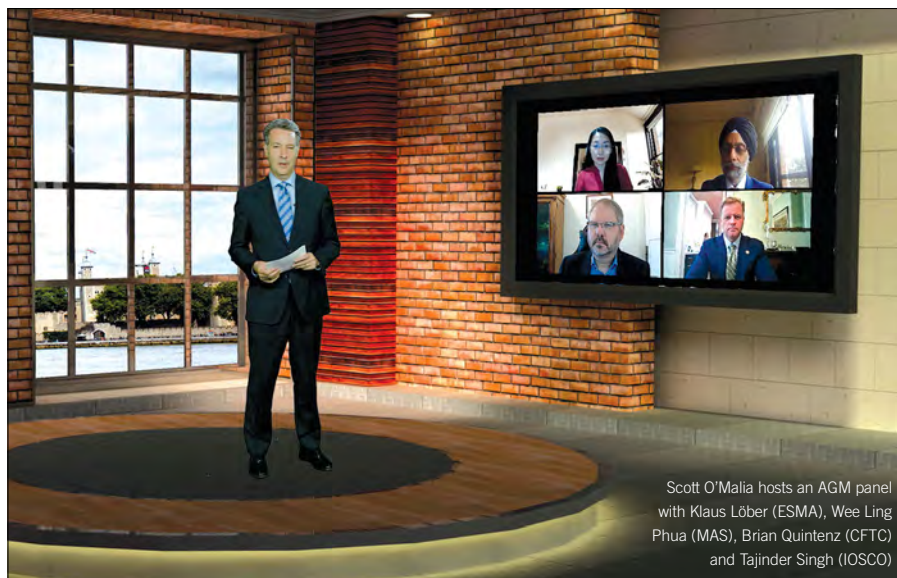 Scott O’Malia hosts an AGM panel
with Klaus Löber (ESMA), Wee Ling
Phua (MAS), Brian Quintenz (CFTC)
and Tajinder Singh (IOSCO)